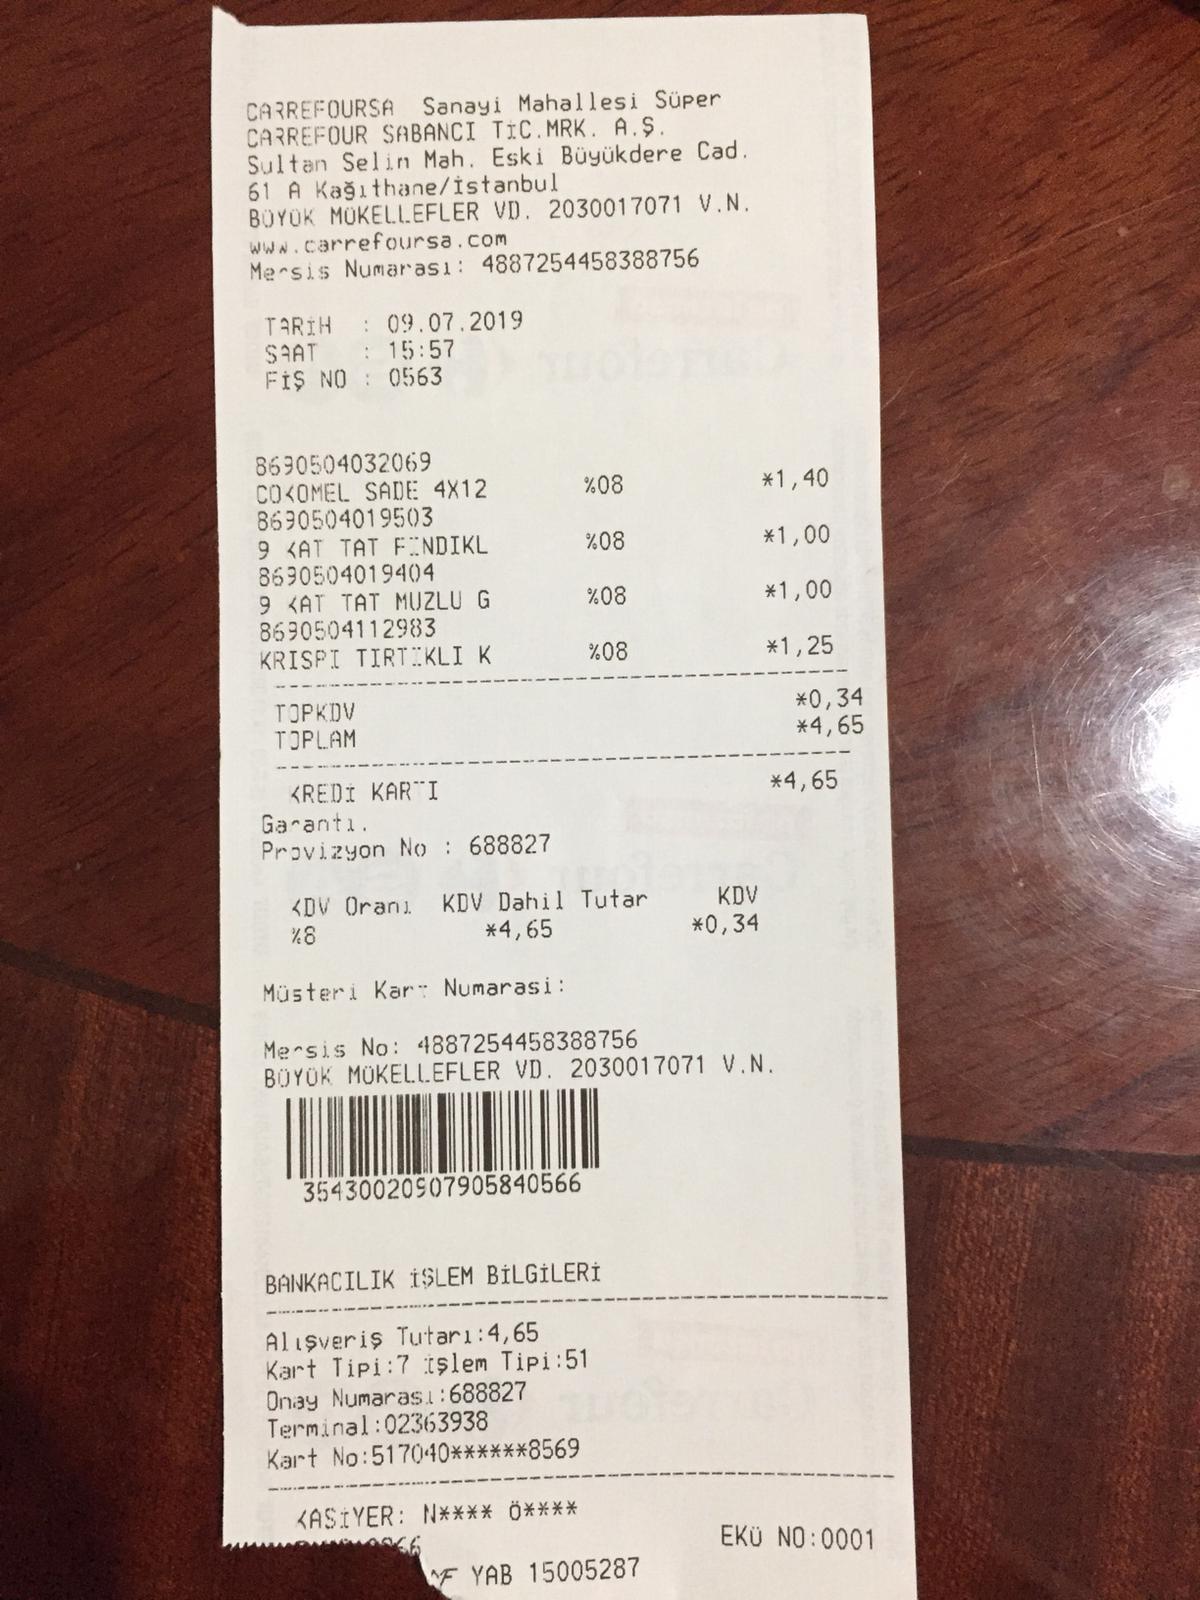 CARREFOURSA Sanayi Mahallesi Süper
CARREFOUR SABANCI TİC.MRK. A.Ş.
Sultan Selim Mah. Eski Büyükdere Cad.
61 A Kağıthane/İstanbul
BÜYÜK MÜKELLEFLER VD. 2030017071 V.N.
www.carrefoursa.com
Mersis Numarası: 4887254458388756
TARİH : 09.07.2019
SAAT : 15:57
FİŞ NO : 0563
8690504032069
COKOMEL SADE 4X12 %08 *1,40
8690504019503
9 KAT TAT FINDIKL %08 *1,00
8690504019404
9 KAT TAT MUZLU G %08 *1,00
8690504112983
KRISPI TIRTIKLI K %08 *1,25
TOPKDV *0,34
TOPLAM *4,65
KREDİ KARTI *4,65
Garantı.
Provizyon No : 688827
KDV Oranı KDV Dahil Tutar KDV
%8 *4,65 *0,34
Müsteri Kart Numarasi:
Mersis No: 4887254458388756
BÜYÜK MÜKELLEFLER VD. 2030017071 V.N.
35430020907905840566
BANKACILIK İŞLEM BİLGİLERİ
Alışveriş Tutarı:4,65
Kart Tipi:7 İşlem Tipi:51
Onay Numarası:688827
Terminal:02363938
Kart No:517040******8569
KASİYER: N**** Ö****
EKÜ NO:0001
YAB 15005287